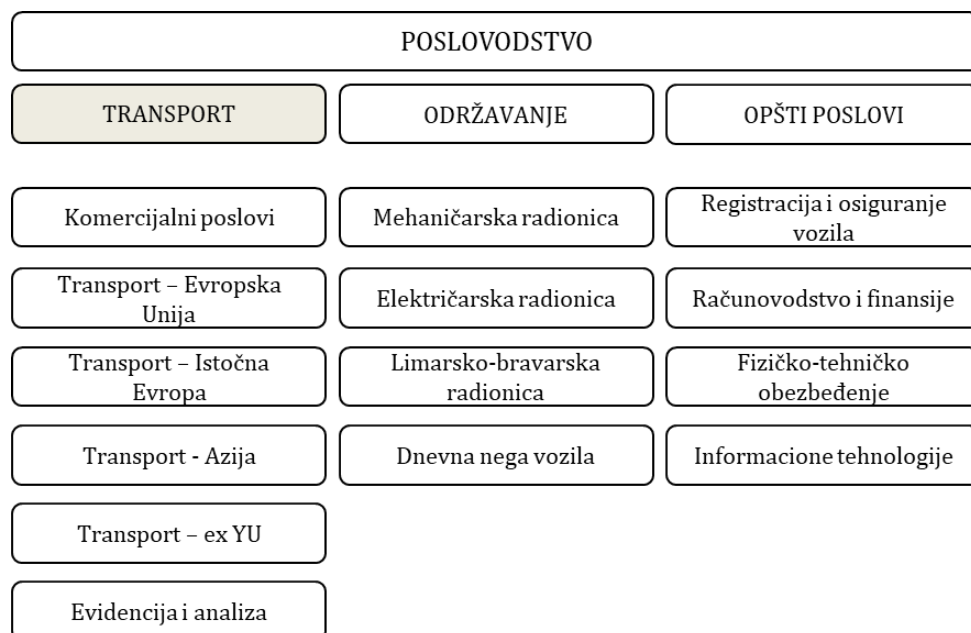 POSLOVODSTVO
TRANSPORT
ODRŽAVANJE
OPŠTI POSLOVI
Komercijalni poslovi
Mehaničarska radionica
Registracija i osiguranje
vozila
Transport – Evropska
Unija
Električarska radionica
Računovodstvo i finansije
Transport – Istočna
Evropa
Limarsko-bravarska
radionica
Fizičko-tehničko
obezbeđenje
Transport - Azija
Dnevna nega vozila
Informacione tehnologije
Transport – ex YU
Evidencija i analiza